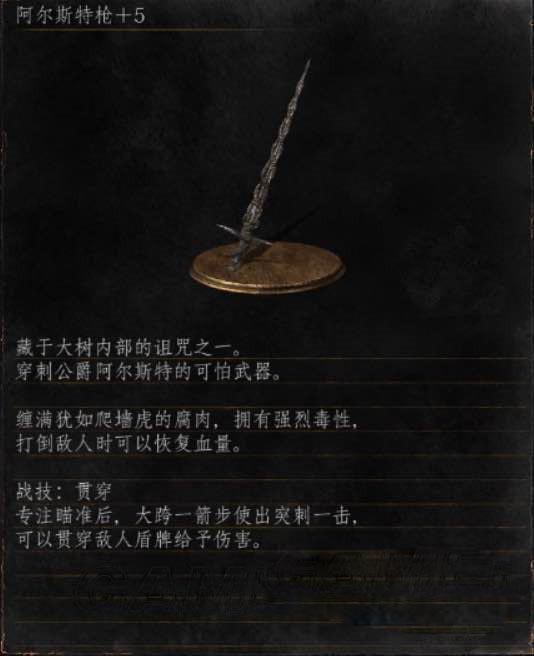 阿尔斯特枪+5
藏于大树内部的诅咒之一。
穿刺公爵阿尔斯特的可怕武器。
缠满犹如爬墙虎的腐肉，拥有强烈毒性，
打倒敌人时可以恢复血量。
战技：贯穿
专注瞄准后，大跨一箭步使出突刺一击，
可以贯穿敌人盾牌给予伤害。